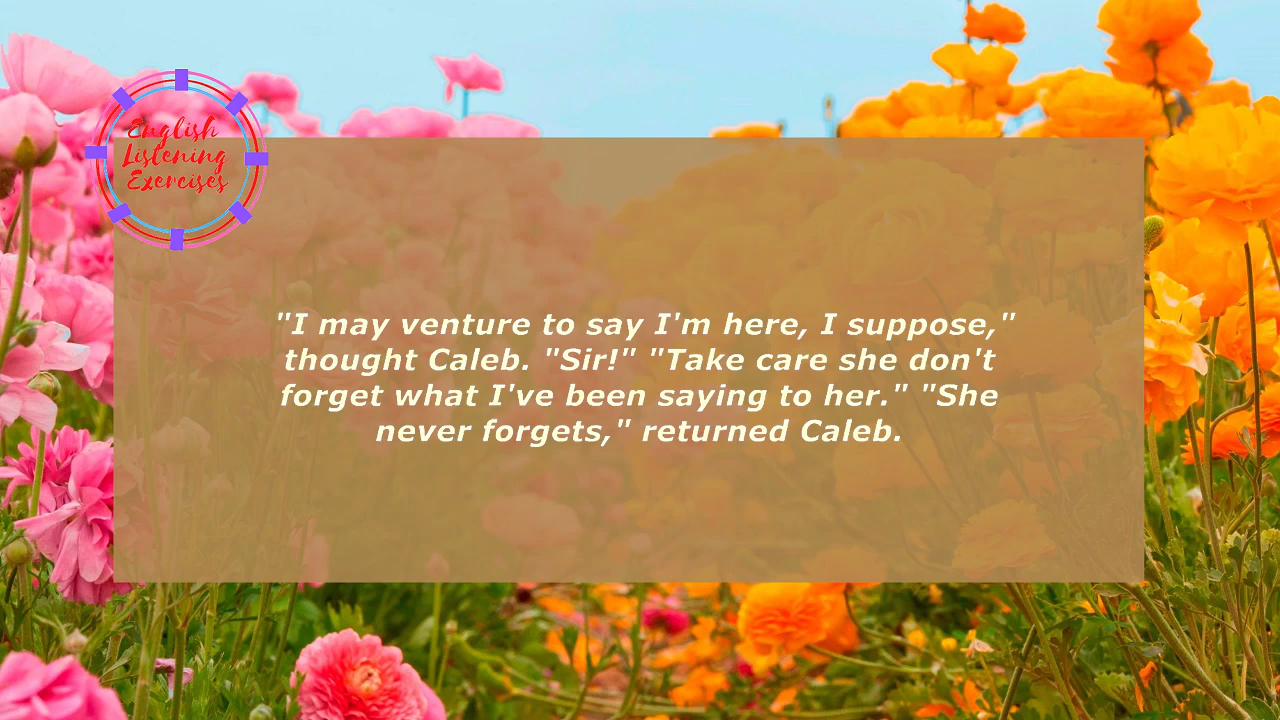 English
Listening
Exercises
"I may venture to say I'm here, I suppose,"
thought Caleb. "Sir!" "Take care she don't
forget what I've been saying to her." "She
never forgets," returned Caleb.